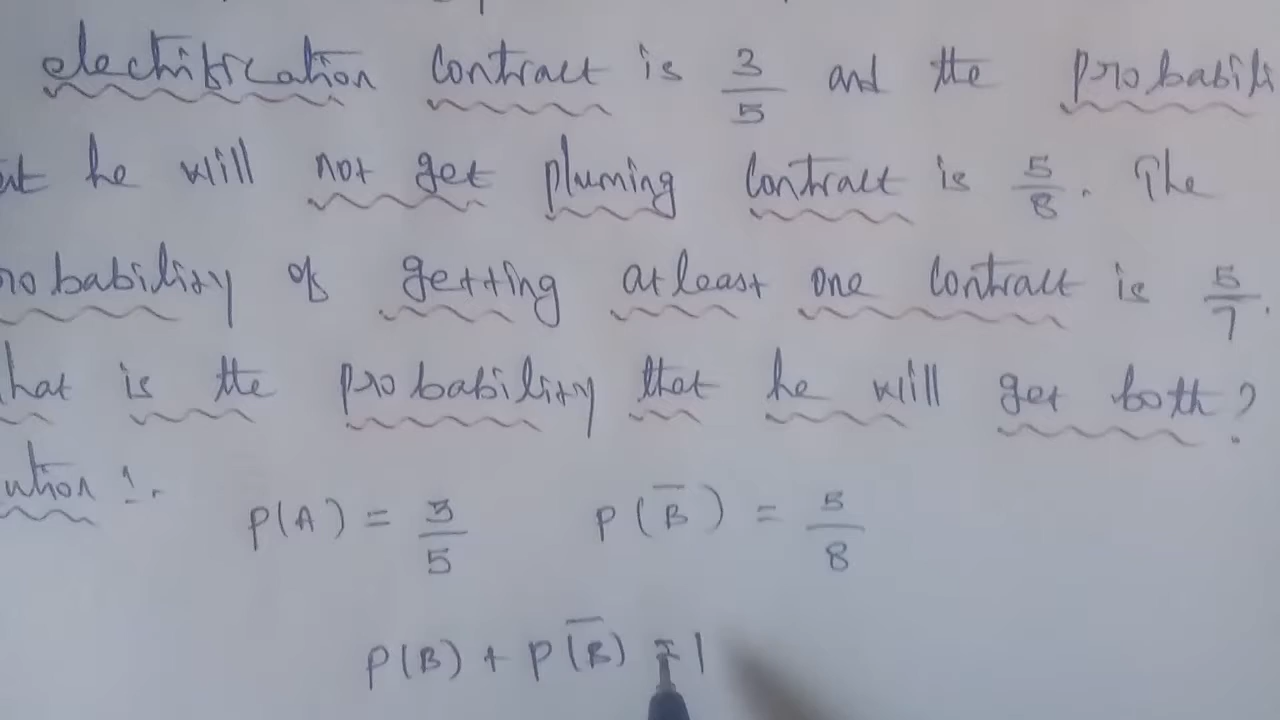 electrification contract is 3/5 and the probabili
at he will not get pluming contract is 5/8. The
robability of getting atleast one contract is 5/7.
hat is the probability that he will get both?
ution :.
P(A) = 3/5 P(B̅) = 5/8
P(B) + P(B̅) = 1